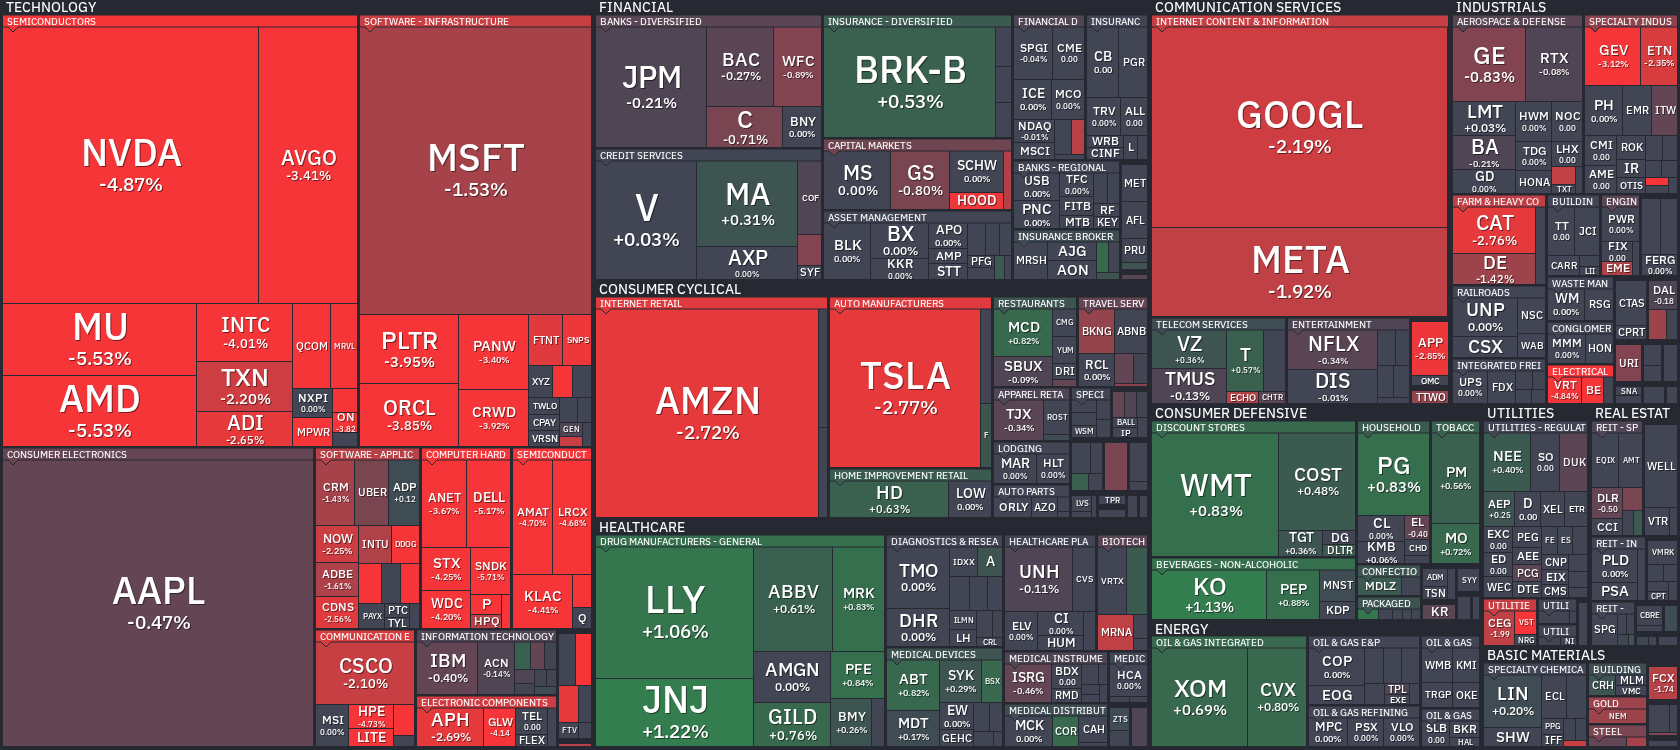 TECHNOLOGY
SEMICONDUCTORS
NVDA
-4.87%
AVGO
-3.41%
MU
-5.53%
AMD
-5.53%
INTC
-4.01%
TXN
-2.20%
ADI
-2.65%
QCOM
MRVL
NXPI
0.00%
MPWR
ON
-3.82
SOFTWARE - INFRASTRUCTURE
MSFT
-1.53%
PLTR
-3.95%
ORCL
-3.85%
PANW
-3.40%
CRWD
-3.92%
FTNT
SNPS
XYZ
TWLO
CPAY
VRSN
GEN
CONSUMER ELECTRONICS
AAPL
-0.47%
SOFTWARE - APPLIC
CRM
-1.43%
UBER
ADP
+0.12
NOW
-2.25%
INTU
DDOG
ADBE
-1.61%
CDNS
-2.56%
PAYX
PTC
TYL
COMPUTER HARD
ANET
-3.67%
DELL
-5.17%
STX
-4.25%
SNDK
-5.71%
WDC
-4.20%
P
HPQ
SEMICONDUCT
AMAT
-4.70%
LRCX
-4.68%
KLAC
-4.41%
Q
COMMUNICATION E
CSCO
-2.10%
MSI
0.00%
HPE
-4.73%
LITE
INFORMATION TECHNOLOGY
IBM
-0.40%
ACN
-0.14%
ELECTRONIC COMPONENTS
APH
-2.69%
GLW
-4.14
TEL
0.00
FLEX
FTV
FINANCIAL
BANKS - DIVERSIFIED
JPM
-0.21%
BAC
-0.27%
WFC
-0.89%
C
-0.71%
BNY
0.00%
CREDIT SERVICES
V
+0.03%
MA
+0.31%
AXP
0.00%
COF
SYF
INSURANCE - DIVERSIFIED
BRK-B
+0.53%
CAPITAL MARKETS
MS
0.00%
GS
-0.80%
SCHW
0.00%
HOOD
ASSET MANAGEMENT
BLK
0.00%
BX
0.00%
KKR
0.00%
APO
0.00%
AMP
STT
PFG
FINANCIAL D
SPGI
-0.04%
CME
0.00
ICE
0.00%
MCO
0.00%
NDAQ
-0.01%
MSCI
INSURANC
CB
0.00
PGR
TRV
0.00%
ALL
0.00%
WRB
CINF
L
BANKS - REGIONAL
USB
0.00%
TFC
0.00%
PNC
0.00%
FITB
MTB
RF
KEY
MET
AFL
PRU
INSURANCE BROKER
MRSH
AJG
AON
CONSUMER CYCLICAL
INTERNET RETAIL
AMZN
-2.72%
AUTO MANUFACTURERS
TSLA
-2.77%
F
HOME IMPROVEMENT RETAIL
HD
+0.63%
LOW
0.00%
RESTAURANTS
MCD
+0.82%
CMG
YUM
SBUX
-0.09%
DRI
TRAVEL SERV
BKNG
ABNB
RCL
0.00%
APPAREL RETA
TJX
-0.34%
ROST
SPECI
WSM
BALL
IP
LODGING
MAR
0.00%
HLT
0.00%
AUTO PARTS
ORLY
AZO
LVS
TPR
HEALTHCARE
DRUG MANUFACTURERS - GENERAL
LLY
+1.06%
JNJ
+1.22%
ABBV
+0.61%
MRK
+0.83%
AMGN
0.00%
PFE
+0.84%
GILD
+0.76%
BMY
+0.26%
DIAGNOSTICS & RESEA
TMO
0.00%
IDXX
A
DHR
0.00%
ILMN
LH
CRL
MEDICAL DEVICES
ABT
+0.82%
SYK
+0.29%
BSX
MDT
+0.17%
EW
0.00%
GEHC
HEALTHCARE PLA
UNH
-0.11%
CVS
ELV
0.00%
CI
0.00%
HUM
BIOTECH
VRTX
MRNA
MEDICAL INSTRUME
ISRG
-0.46%
BDX
0.00
RMD
MEDIC
HCA
0.00%
MEDICAL DISTRIBUT
MCK
0.00%
COR
CAH
ZTS
COMMUNICATION SERVICES
INTERNET CONTENT & INFORMATION
GOOGL
-2.19%
META
-1.92%
TELECOM SERVICES
VZ
+0.36%
T
+0.57%
TMUS
-0.13%
ECHO
CHTR
ENTERTAINMENT
NFLX
-0.34%
DIS
-0.01%
APP
-2.85%
OMC
TTWO
CONSUMER DEFENSIVE
DISCOUNT STORES
WMT
+0.83%
COST
+0.48%
TGT
+0.36%
DG
DLTR
HOUSEHOLD
PG
+0.83%
CL
0.00%
EL
-0.40
KMB
+0.06%
CHD
TOBACC
PM
+0.56%
MO
+0.72%
BEVERAGES - NON-ALCOHOLIC
KO
+1.13%
PEP
+0.88%
MNST
KDP
CONFECTIO
MDLZ
PACKAGED
ADM
TSN
SYY
KR
ENERGY
OIL & GAS INTEGRATED
XOM
+0.69%
CVX
+0.80%
OIL & GAS E&P
COP
0.00%
EOG
TPL
EXE
OIL & GAS REFINING
MPC
0.00%
PSX
0.00%
VLO
0.00%
OIL & GAS
WMB
KMI
TRGP
OKE
OIL & GAS
SLB
0.00
BKR
HAL
INDUSTRIALS
AEROSPACE & DEFENSE
GE
-0.83%
RTX
-0.08%
LMT
+0.03%
HWM
0.00%
NOC
0.00
BA
-0.21%
TDG
0.00%
LHX
0.00
GD
0.00%
HONA
TXT
SPECIALTY INDUS
GEV
-3.12%
ETN
-2.35%
PH
0.00%
EMR
ITW
CMI
0.00
ROK
AME
0.00
IR
OTIS
FARM & HEAVY CO
CAT
-2.76%
DE
-1.42%
BUILDIN
TT
0.00
JCI
CARR
LII
ENGIN
PWR
0.00%
FIX
0.00
EME
FERG
0.00
RAILROADS
UNP
0.00%
NSC
CSX
WAB
WASTE MAN
WM
0.00%
RSG
CTAS
CPRT
DAL
-0.18
CONGLOMER
MMM
0.00%
HON
URI
INTEGRATED FREI
UPS
0.00%
FDX
ELECTRICAL
VRT
-4.84%
BE
SNA
UTILITIES
UTILITIES - REGULAT
NEE
+0.40%
SO
0.00
DUK
AEP
+0.25
D
0.00
XEL
ETR
EXC
0.00
PEG
FE
ES
ED
0.00
AEE
PCG
CNP
EIX
WEC
DTE
CMS
UTILITIE
CEG
-1.99
VST
NRG
UTILI
UTILI
NI
REAL ESTAT
REIT - SP
EQIX
AMT
WELL
DLR
-0.50
CCI
VTR
REIT - IN
PLD
0.00%
PSA
VMRK
CPT
REIT -
SPG
CBRE
BASIC MATERIALS
SPECIALTY CHEMICA
LIN
+0.20%
ECL
SHW
PPG
IFF
BUILDING
CRH
MLM
VMC
FCX
-1.74
GOLD
NEM
STEEL